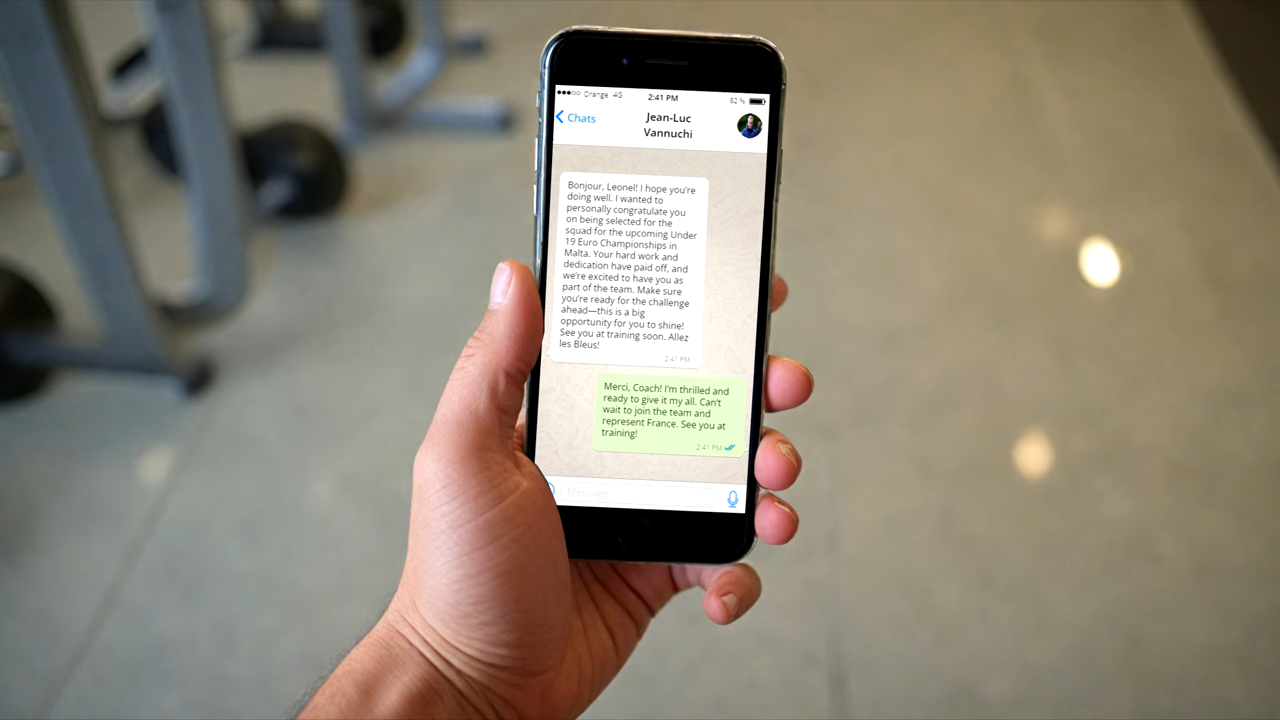 Orange 4G 2:41 PM 82 %
Chats
Jean-Luc
Vannuchi
Bonjour, Leonel! I hope you're
doing well. I wanted to
personally congratulate you
on being selected for the
squad for the upcoming Under
19 Euro Championships in
Malta. Your hard work and
dedication have paid off, and
we're excited to have you as
part of the team. Make sure
you're ready for the challenge
ahead—this is a big
opportunity for you to shine!
See you at training soon. Allez
les Bleus!
2:41 PM
Merci, Coach! I'm thrilled and
ready to give it my all. Can't
wait to join the team and
represent France. See you at
training!
2:41 PM
Message